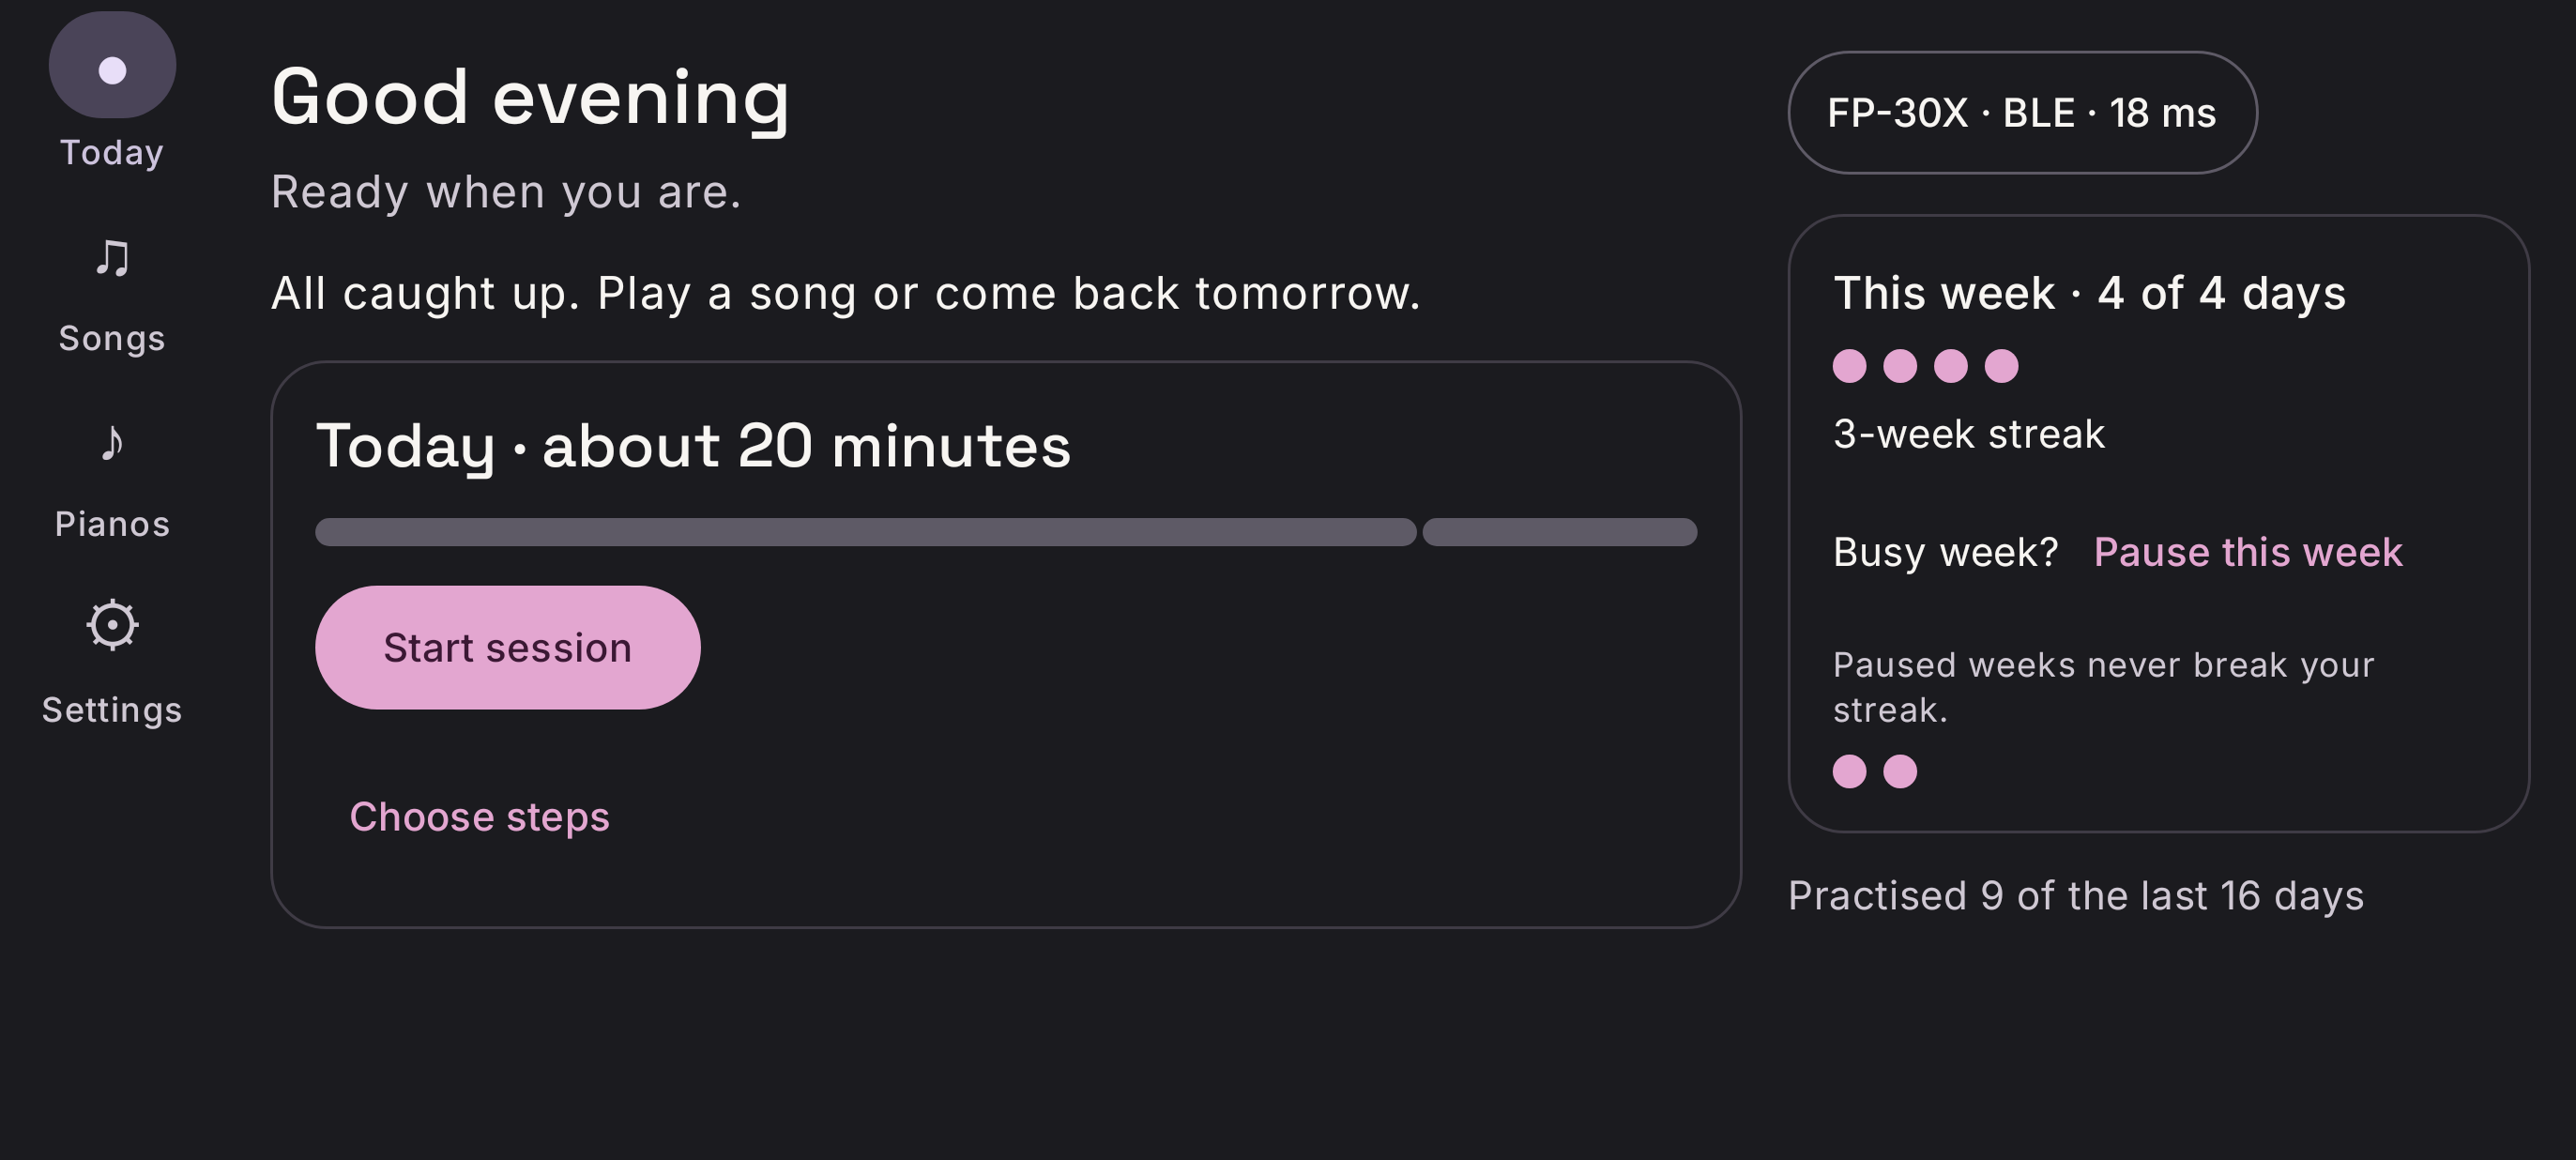 Today
Songs
Pianos
Settings
Good evening
Ready when you are.
All caught up. Play a song or come back tomorrow.
Today · about 20 minutes
Start session
Choose steps
FP-30X · BLE · 18 ms
This week · 4 of 4 days
3-week streak
Busy week? Pause this week
Paused weeks never break your
streak.
Practised 9 of the last 16 days